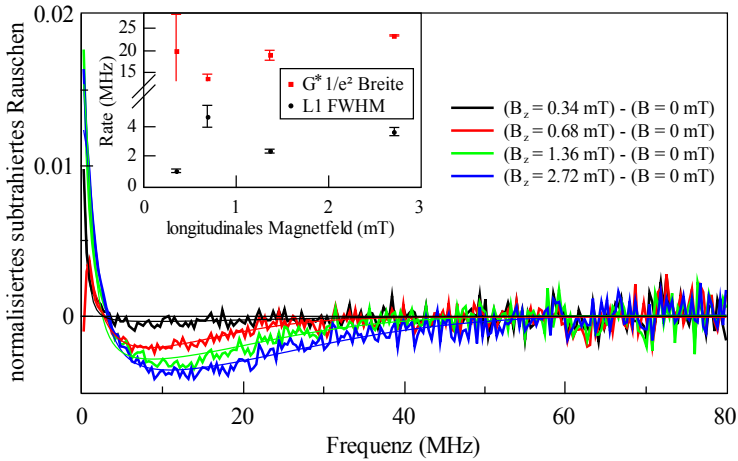 0.02
0.01
0
normalisiertes subtrahiertes Rauschen
0
20
40
60
80
Frequenz (MHz)
25
20
15
10
4
2
0
Rate (MHz)
0
1
2
3
longitudinales Magnetfeld (mT)
G* 1/e² Breite
L1 FWHM
(B_z = 0.34 mT) - (B = 0 mT)
(B_z = 0.68 mT) - (B = 0 mT)
(B_z = 1.36 mT) - (B = 0 mT)
(B_z = 2.72 mT) - (B = 0 mT)